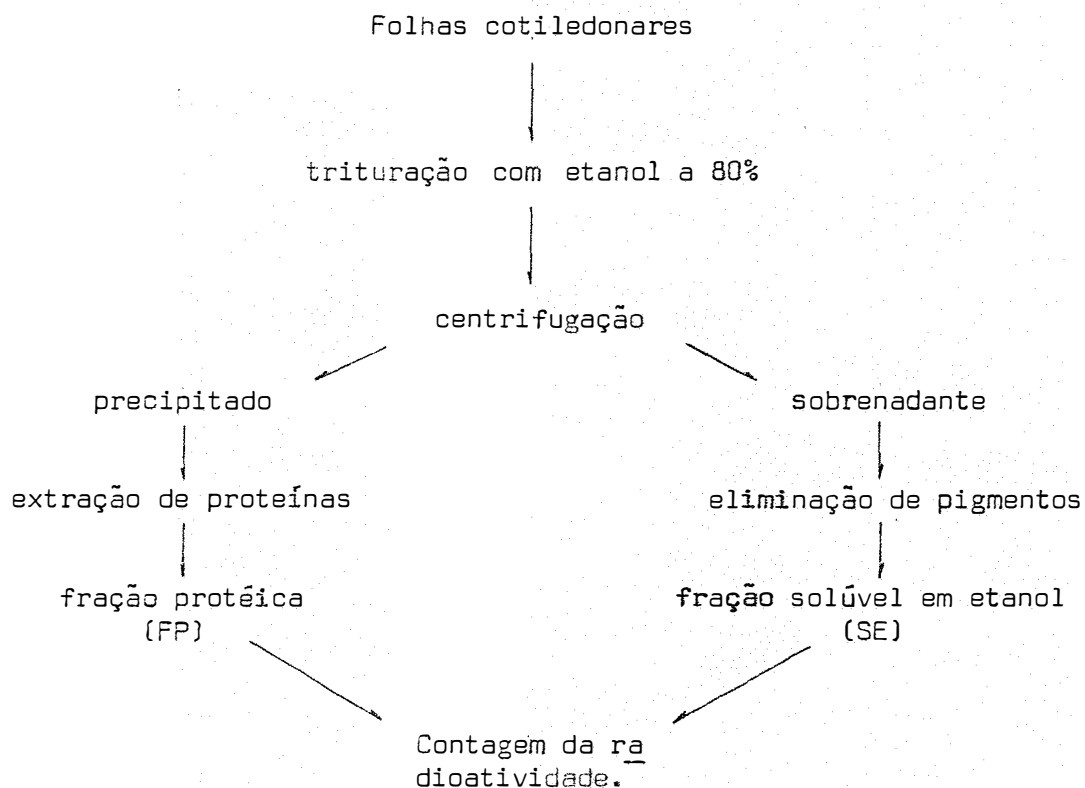 Folhas cotiledonares
trituração com etanol a 80%
centrifugação
precipitado
sobrenadante
extração de proteínas
eliminação de pigmentos
fração protéica
(FP)
fração solúvel em etanol
(SE)
Contagem da ra
dioatividade.